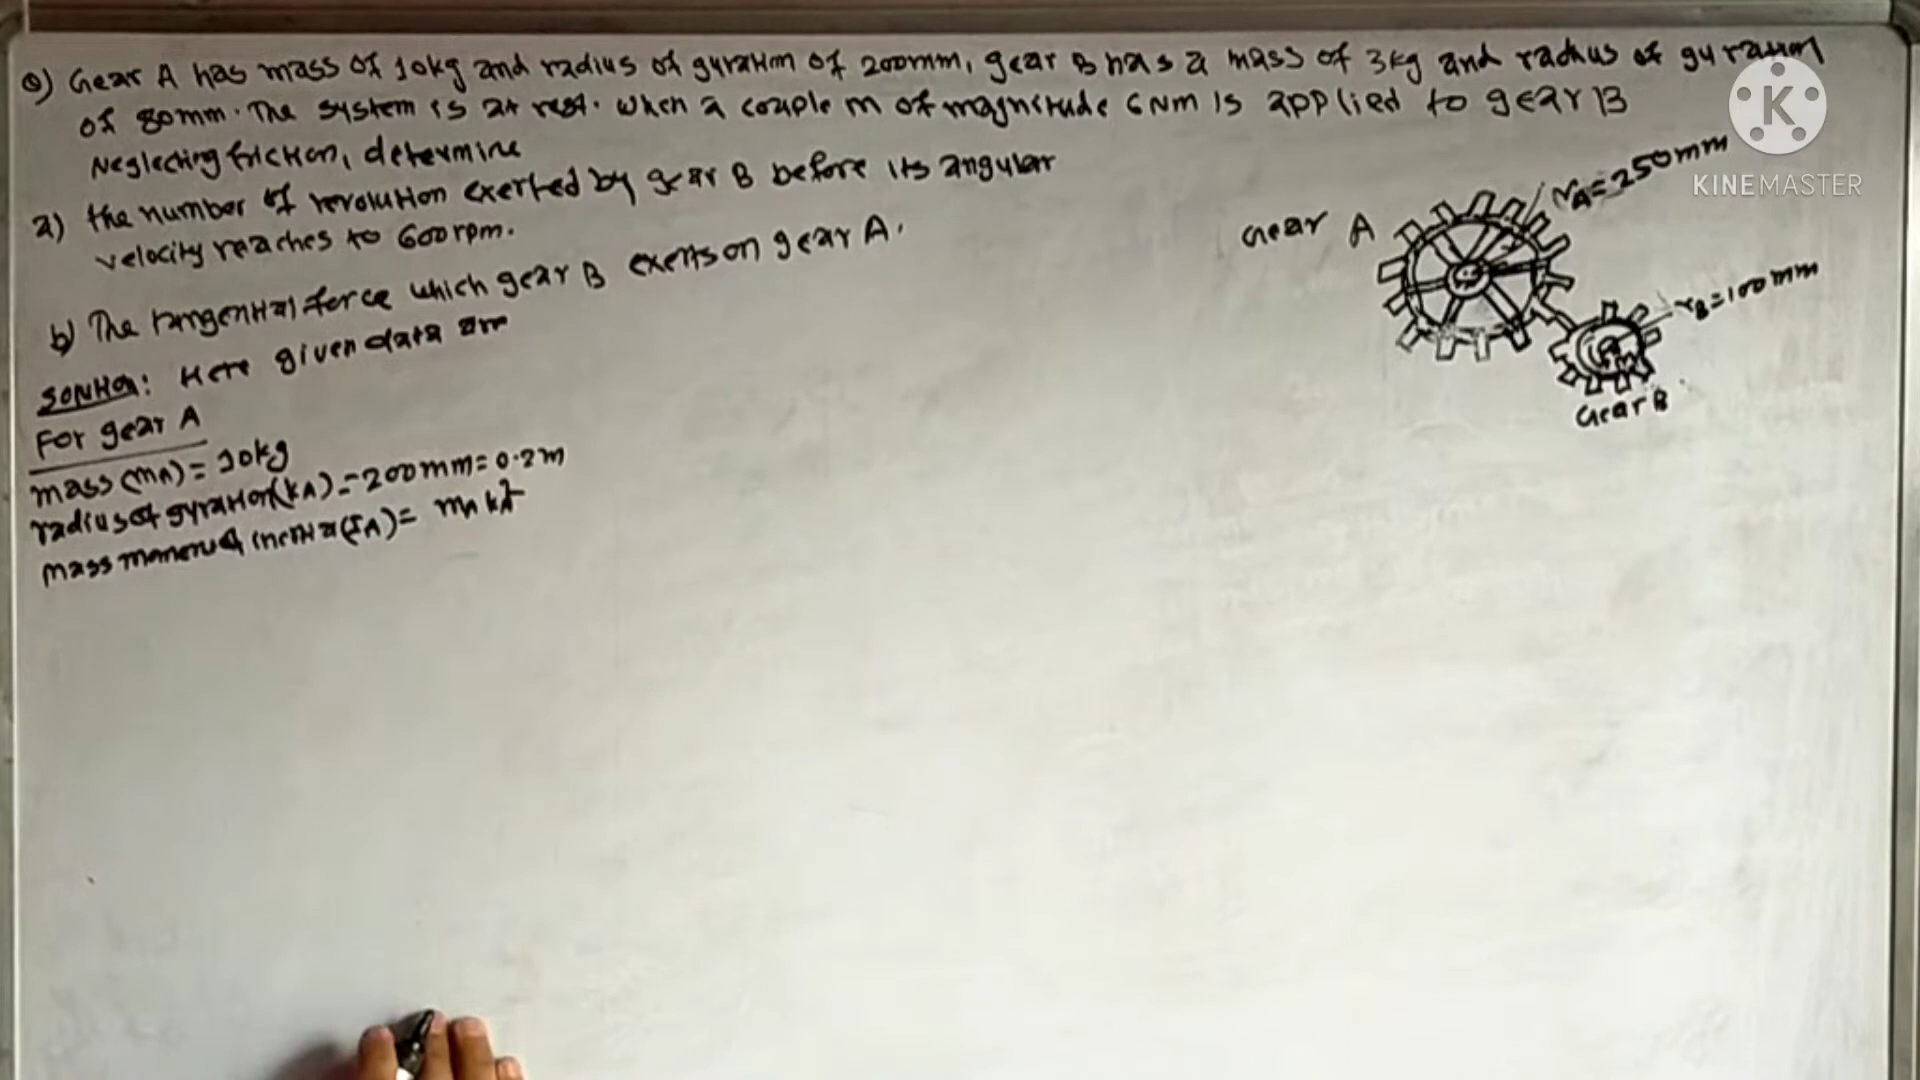 Q) Gear A has mass of 10kg and radius of gyration of 200mm, gear B has a mass of 3kg and radius of gyration
of 80mm. The system is at rest. When a couple M of magnitude 6Nm is applied to gear B
Neglecting friction, determine
a) the number of revolution exerted by gear B before its angular
velocity reaches to 600rpm.
b) The tangential force which gear B exerts on gear A.
Solution: Here given data are
For gear A
mass (mA) = 10kg
radius of gyration (kA) = 200mm = 0.2m
mass moment of inertia (IA) = mA kA²
Gear A
rA = 250mm
rB = 100mm
M
Gear B
K
KINEMASTER